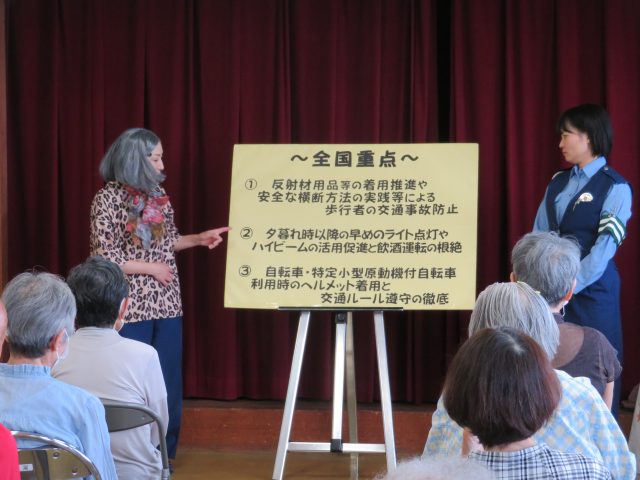 ～全国重点～
① 反射材用品等の着用推進や
安全な横断方法の実践等による
歩行者の交通事故防止
② 夕暮れ時以降の早めのライト点灯や
ハイビームの活用促進と飲酒運転の根絶
③ 自転車・特定小型原動機付自転車
利用時のヘルメット着用と
交通ルール遵守の徹底